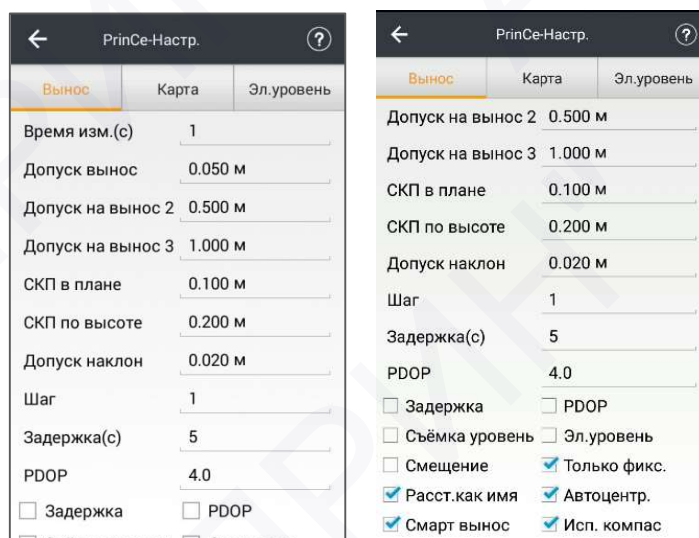 PrinCe-Настр.
Вынос Карта Эл.уровень
Время изм.(с) 1
Допуск вынос 0.050 м
Допуск на вынос 2 0.500 м
Допуск на вынос 3 1.000 м
СКП в плане 0.100 м
СКП по высоте 0.200 м
Допуск наклон 0.020 м
Шаг 1
Задержка(с) 5
PDOP 4.0
Задержка PDOP
PrinCe-Настр.
Вынос Карта Эл.уровень
Допуск на вынос 2 0.500 м
Допуск на вынос 3 1.000 м
СКП в плане 0.100 м
СКП по высоте 0.200 м
Допуск наклон 0.020 м
Шаг 1
Задержка(с) 5
PDOP 4.0
Задержка PDOP
Съёмка уровень Эл.уровень
Смещение Только фикс.
Расст.как имя Автоцентр.
Смарт вынос Исп. компас